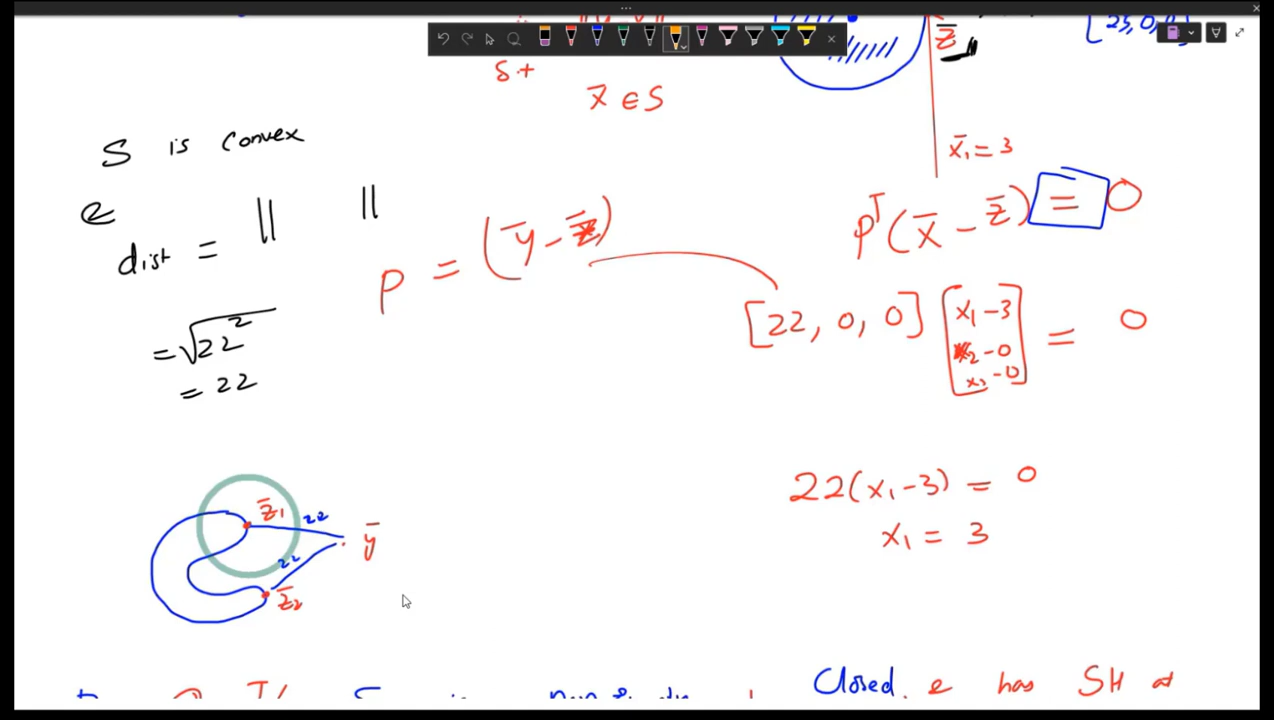 z̄
[25, 0, 0]
S +
x̄ ∈ S
x̄₁ = 3
S is convex
e
dist = || ||
p = (ȳ - z̄)
pᵀ(x̄ - z̄) = 0
[22, 0, 0] [x₁ - 3
x₂ - 0
x₃ - 0] = 0
= √22²
= 22
22(x₁ - 3) = 0
x₁ = 3
z̄₁
22
ȳ
22
z̄₂
Closed, e has SH at